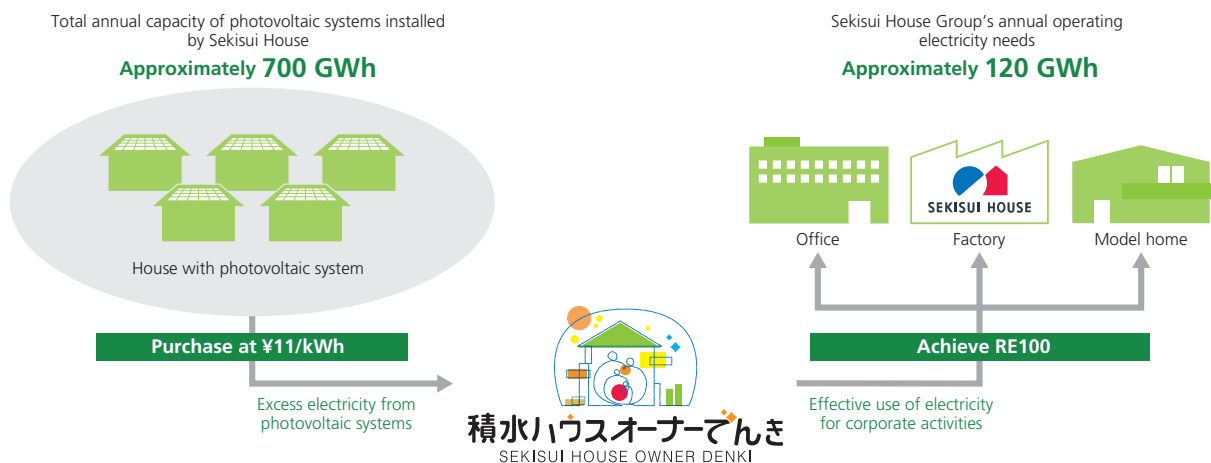 Total annual capacity of photovoltaic systems installed
by Sekisui House
Approximately 700 GWh
House with photovoltaic system
Purchase at ¥11/kWh
Excess electricity from
photovoltaic systems
積水ハウスオーナーでんき
SEKISUI HOUSE OWNER DENKI
Sekisui House Group's annual operating
electricity needs
Approximately 120 GWh
SEKISUI HOUSE
Office
Factory
Model home
Achieve RE100
Effective use of electricity
for corporate activities